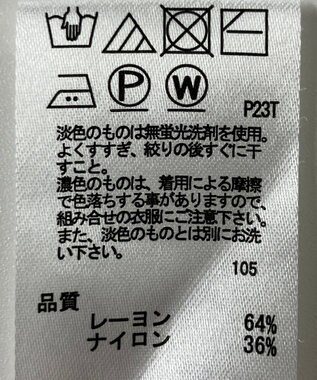 P
W
P23T
淡色のものは無蛍光洗剤を使用。
よくすすぎ、絞りの後すぐに干
すこと。
濃色のものは、着用による摩擦
で色落ちする事がありますので、
組み合せの衣服にご注意下さい。
また、淡色のものとは別にお洗
い下さい。
105
品質
レーヨン 64%
ナイロン 36%